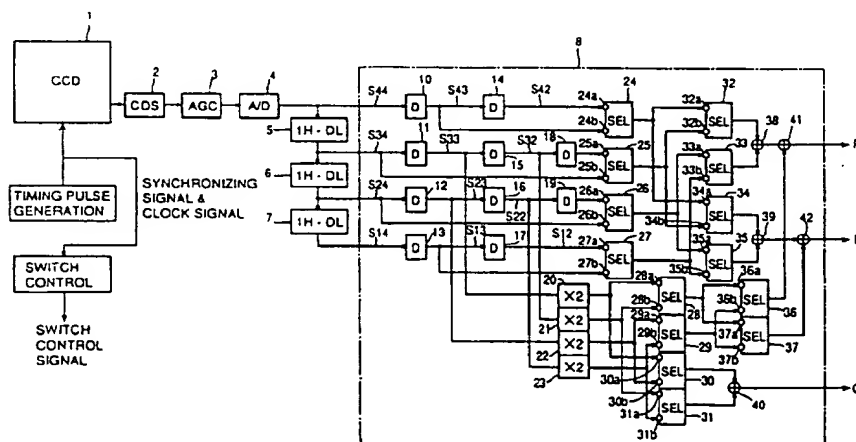 1
8
CCD
2
3
4
CDS
AGC
A/D
S44
10
D
S43
14
D
S42
24a
24
SEL
24b
32a
32
SEL
32b
38
41
5
1H - DL
S34
11
D
S33
15
D
S32
18
D
25a
25
SEL
25b
33a
33
SEL
33b
6
1H - DL
S24
12
D
S23
16
D
S22
19
D
26a
26
SEL
26b
34a
34
SEL
34b
39
42
7
1H - DL
S14
13
D
S13
17
D
S12
27a
27
SEL
27b
35a
35
SEL
35b
TIMING PULSE
GENERATION
SYNCHRONIZING
SIGNAL &
CLOCK SIGNAL
SWITCH
CONTROL
SWITCH
CONTROL
SIGNAL
20
×2
21
×2
22
×2
23
×2
28a
28b
SEL
28
29a
29b
SEL
29
30a
30b
SEL
30
31a
31b
SEL
31
36a
36b
SEL
36
37a
37b
SEL
37
40